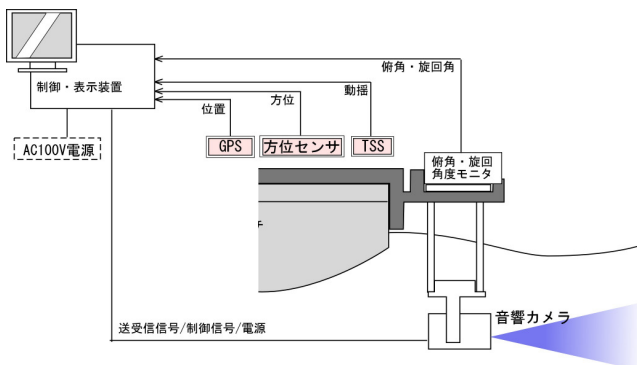 俯角・旋回角
制御・表示装置
動揺
方位
位置
AC100V電源
GPS
方位センサ
TSS
俯角・旋回
角度モニタ
チ
音響カメラ
送受信信号/制御信号/電源